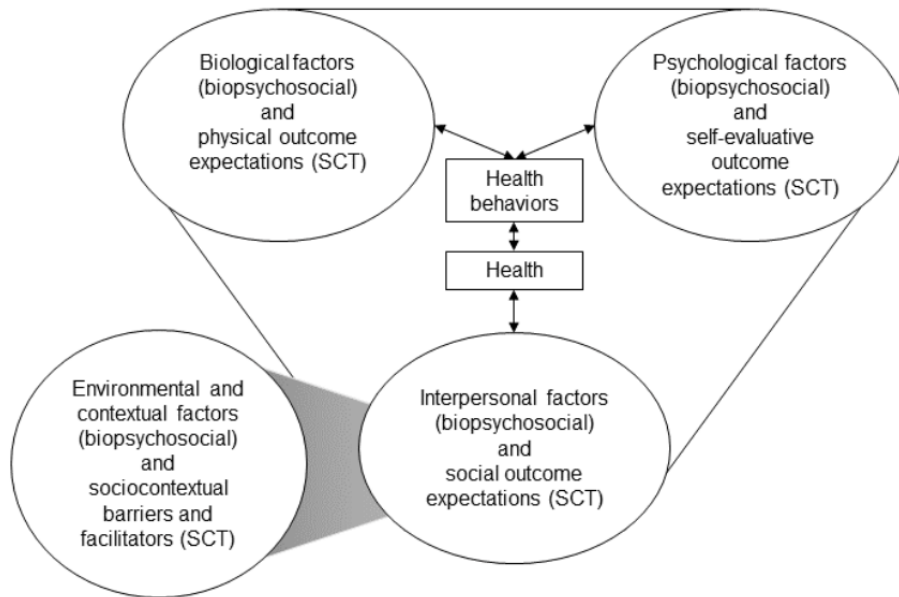 Biological factors
(biopsychosocial)
and
physical outcome
expectations (SCT)
Psychological factors
(biopsychosocial)
and
self-evaluative
outcome
expectations (SCT)
Health
behaviors
Health
Environmental and
contextual factors
(biopsychosocial)
and
sociocontextual
barriers and
facilitators (SCT)
Interpersonal factors
(biopsychosocial)
and
social outcome
expectations (SCT)